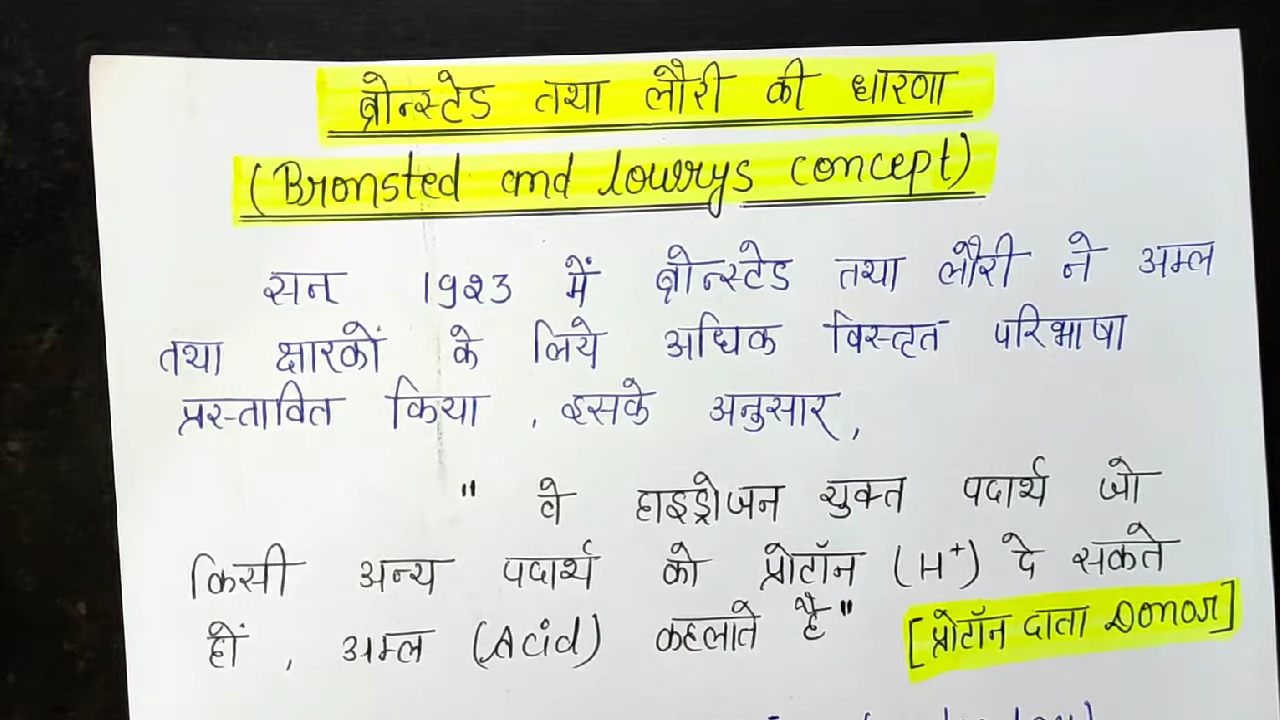 ब्रोन्स्टेड तथा लौरी की धारणा
(Bronsted and lowrys concept)
सन् 1923 में ब्रोन्स्टेड तथा लौरी ने अम्ल
तथा क्षारकों के लिये अधिक विस्तृत परिभाषा
प्रस्तावित किया , इसके अनुसार,
" वे हाइड्रोजन युक्त पदार्थ जो
किसी अन्य पदार्थ को प्रोटॉन (H⁺) दे सकते
हों , अम्ल (Acid) कहलाते है" [प्रोटॉन दाता Donor]